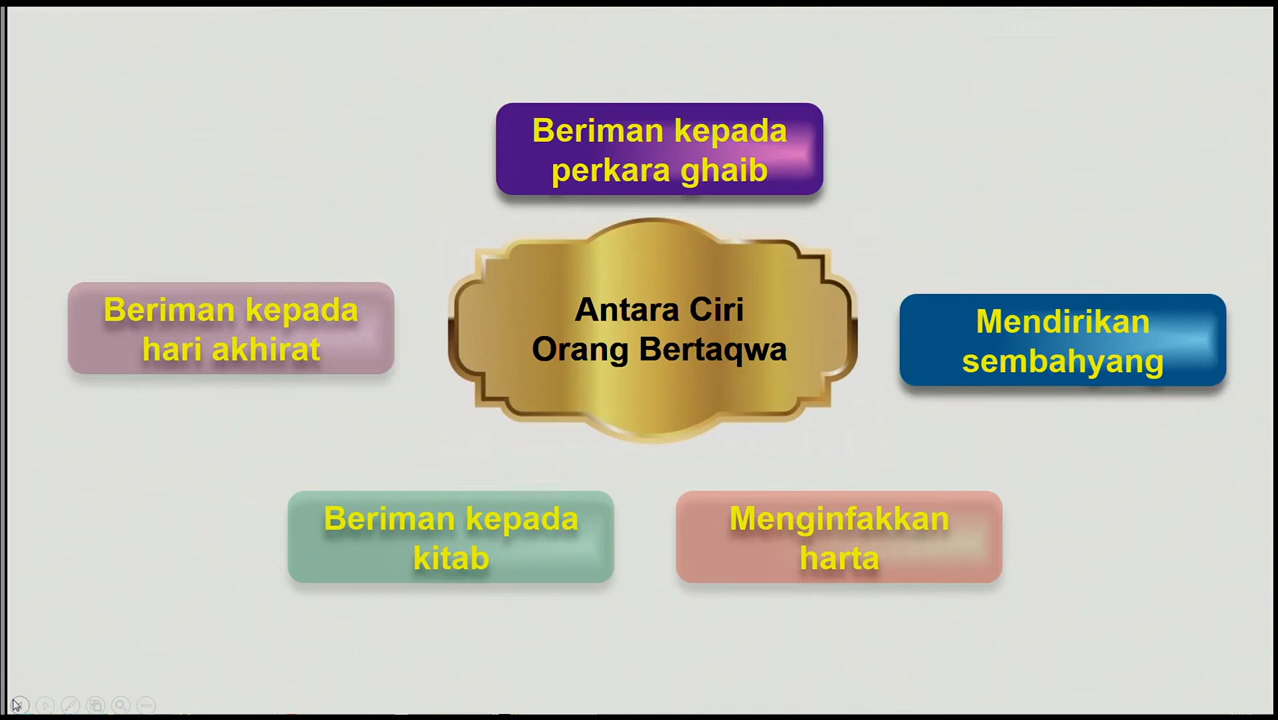 Beriman kepada
perkara ghaib
Antara Ciri
Orang Bertaqwa
Beriman kepada
hari akhirat
Mendirikan
sembahyang
Beriman kepada
kitab
Menginfakkan
harta